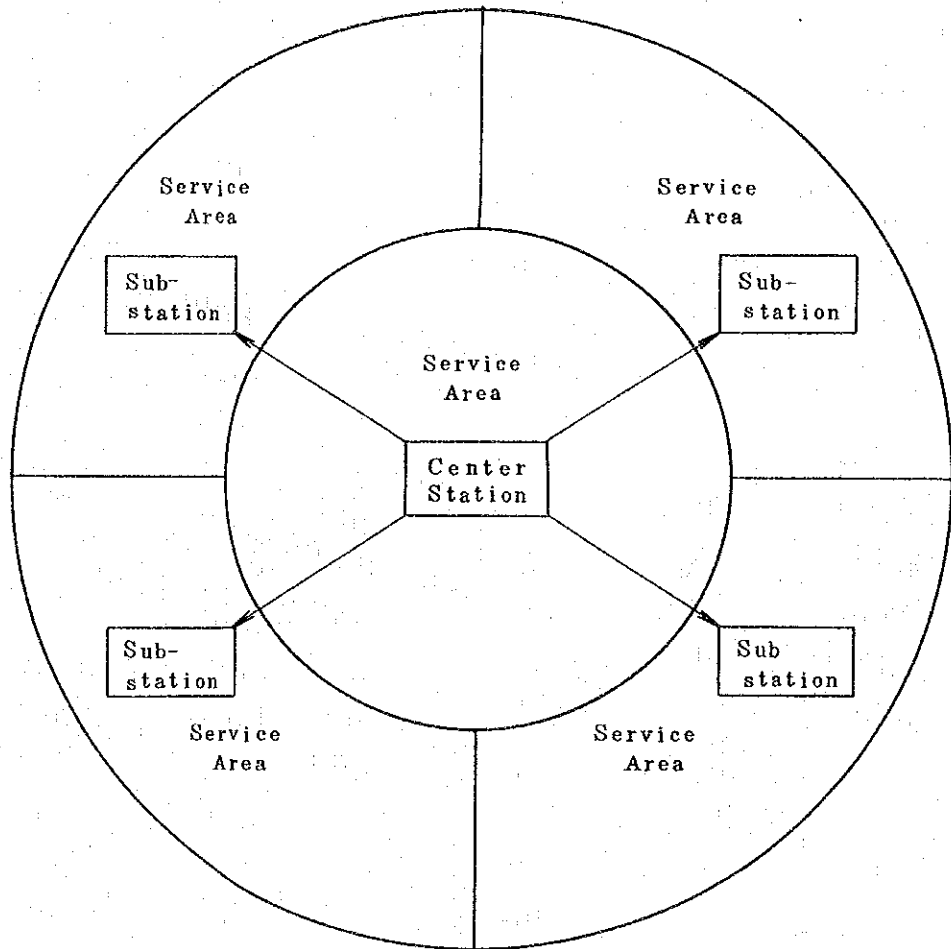 Service
Area
Service
Area
Sub-
station
Sub-
station
Service
Area
Center
Station
Sub-
station
Sub
station
Service
Area
Service
Area